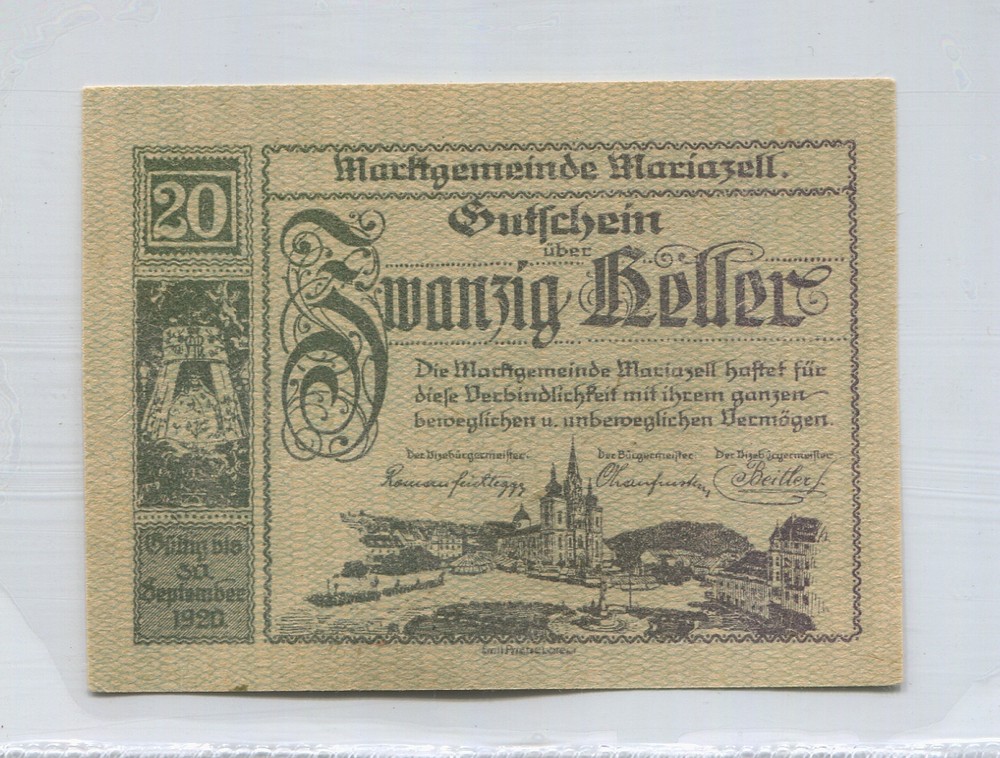 Marktgemeinde Mariazell.
20
Gutschein
über
Zwanzig Heller
Die Marktgemeinde Mariazell haftet für
diese Verbindlichkeit mit ihrem ganzen
beweglichen u. unbeweglichen Vermögen.
Der Vizebürgermeister: Der Bürgermeister: Der Vizebürgermeister:
Beitler
Gültig bis
30.
September
1920